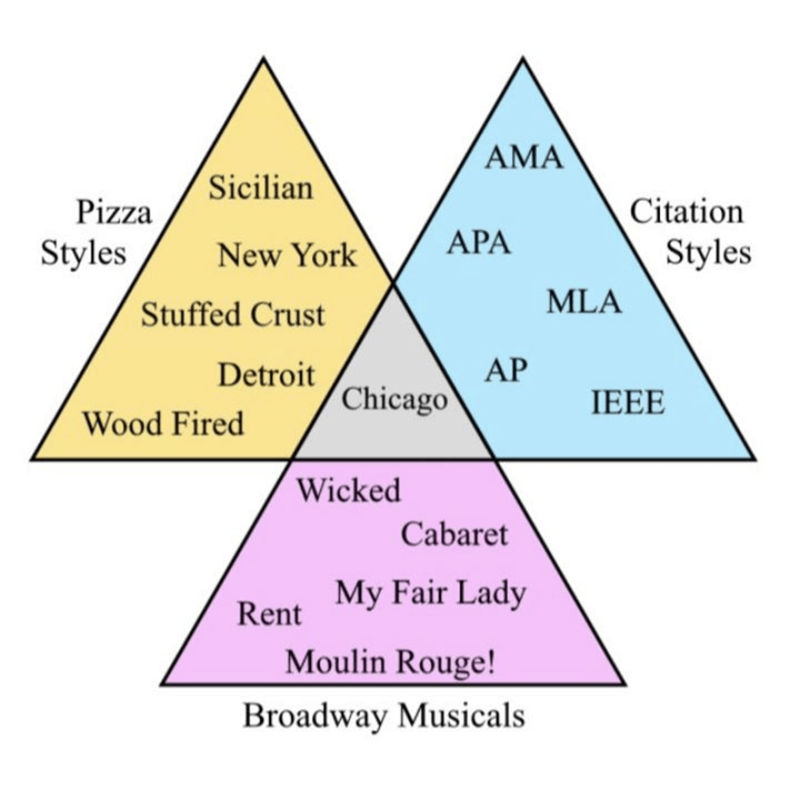 Pizza
Styles
Sicilian
New York
Stuffed Crust
Detroit
Wood Fired
AMA
APA
MLA
AP
IEEE
Citation
Styles
Chicago
Wicked
Cabaret
My Fair Lady
Rent
Moulin Rouge!
Broadway Musicals